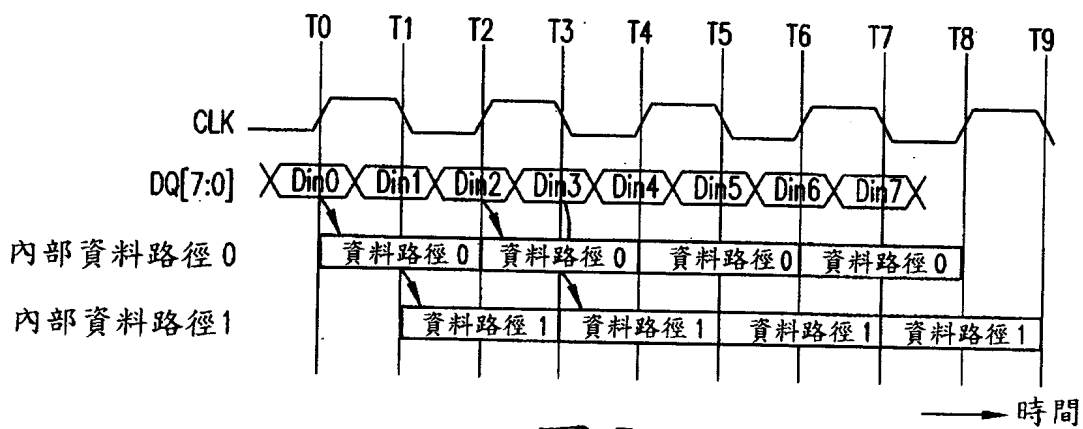 T0 T1 T2 T3 T4 T5 T6 T7 T8 T9
CLK
DQ[7:0] Din0 Din1 Din2 Din3 Din4 Din5 Din6 Din7
內部資料路徑0 資料路徑0 資料路徑0 資料路徑0 資料路徑0
內部資料路徑1 資料路徑1 資料路徑1 資料路徑1 資料路徑1
時間